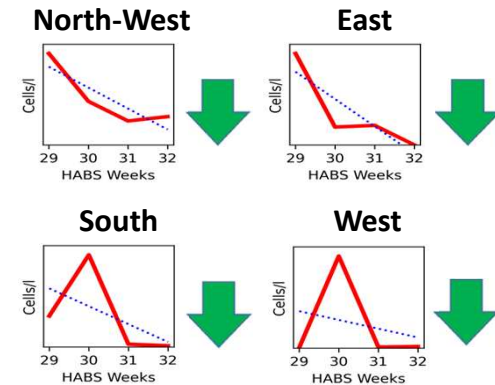 North-West
Cells/l
29 30 31 32
HABS Weeks
East
Cells/l
29 30 31 32
HABS Weeks
South
Cells/l
29 30 31 32
HABS Weeks
West
Cells/l
29 30 31 32
HABS Weeks